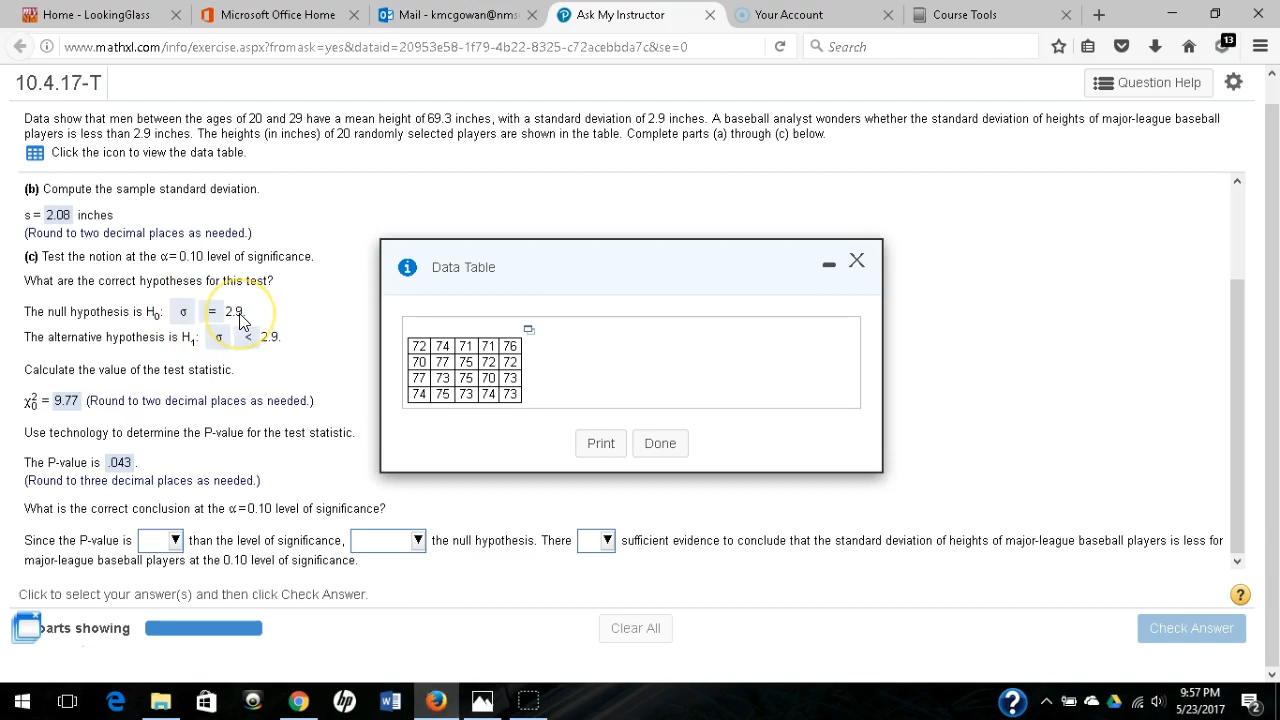 Home - LookingGlass
Microsoft Office Home
Mail - kmcgowan@nms
Ask My Instructor
Your Account
Course Tools
www.mathxl.com/info/exercise.aspx?fromask=yes&dataid=20953e58-1f79-4b22-8325-c72acebbda7c&se=0
Search
13
10.4.17-T
Question Help
Data show that men between the ages of 20 and 29 have a mean height of 69.3 inches, with a standard deviation of 2.9 inches. A baseball analyst wonders whether the standard deviation of heights of major-league baseball
players is less than 2.9 inches. The heights (in inches) of 20 randomly selected players are shown in the table. Complete parts (a) through (c) below.
Click the icon to view the data table.
(b) Compute the sample standard deviation.
s = 2.08 inches
(Round to two decimal places as needed.)
(c) Test the notion at the α = 0.10 level of significance.
What are the correct hypotheses for this test?
The null hypothesis is H0: σ = 2.9
The alternative hypothesis is H1: σ < 2.9.
Calculate the value of the test statistic.
χ²0 = 9.77 (Round to two decimal places as needed.)
Use technology to determine the P-value for the test statistic.
The P-value is .043.
(Round to three decimal places as needed.)
What is the correct conclusion at the α = 0.10 level of significance?
Since the P-value is than the level of significance, the null hypothesis. There sufficient evidence to conclude that the standard deviation of heights of major-league baseball players is less for
major-league baseball players at the 0.10 level of significance.
Data Table
72 74 71 71 76
70 77 75 72 72
77 73 75 70 73
74 75 73 74 73
Print
Done
Click to select your answer(s) and then click Check Answer.
parts showing
Clear All
Check Answer
9:57 PM
5/23/2017
2